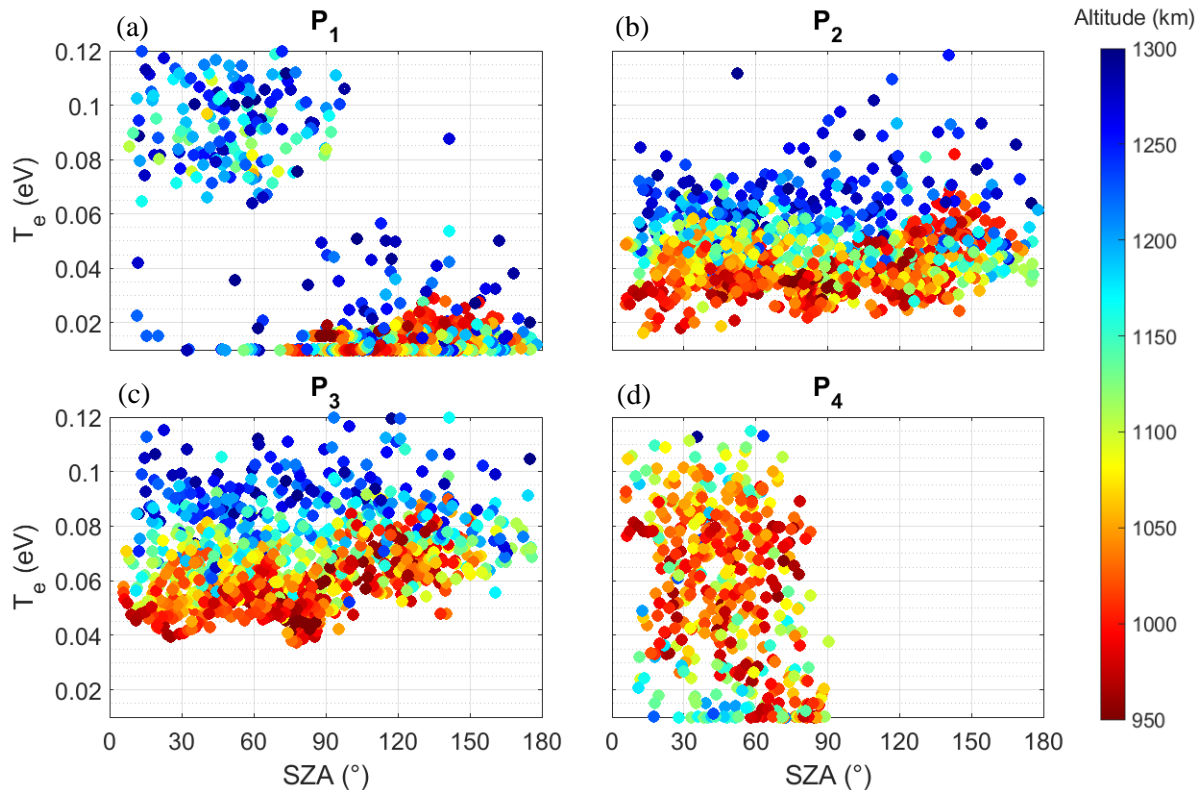 (a) P1 (b) P2 Altitude (km)
0.12 1300
0.1 1250
0.08
Te (eV)
0.06 1200
0.04
0.02 1150
(c) P3 (d) P4
0.12 1100
0.1
0.08 1050
Te (eV)
0.06
0.04 1000
0.02
950
0 30 60 90 120 150 180 0 30 60 90 120 150 180
SZA (°) SZA (°)